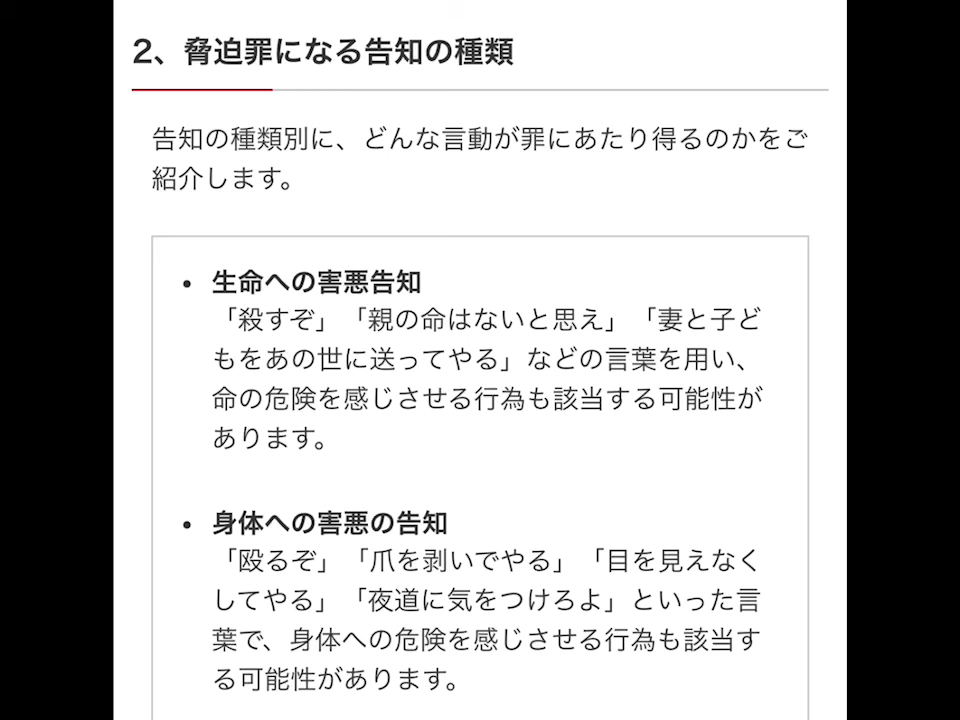 2、脅迫罪になる告知の種類
告知の種類別に、どんな言動が罪にあたり得るのかをご
紹介します。
• 生命への害悪告知
「殺すぞ」「親の命はないと思え」「妻と子ど
もをあの世に送ってやる」などの言葉を用い、
命の危険を感じさせる行為も該当する可能性が
あります。
• 身体への害悪の告知
「殴るぞ」「爪を剥いでやる」「目を見えなく
してやる」「夜道に気をつけろよ」といった言
葉で、身体への危険を感じさせる行為も該当す
る可能性があります。